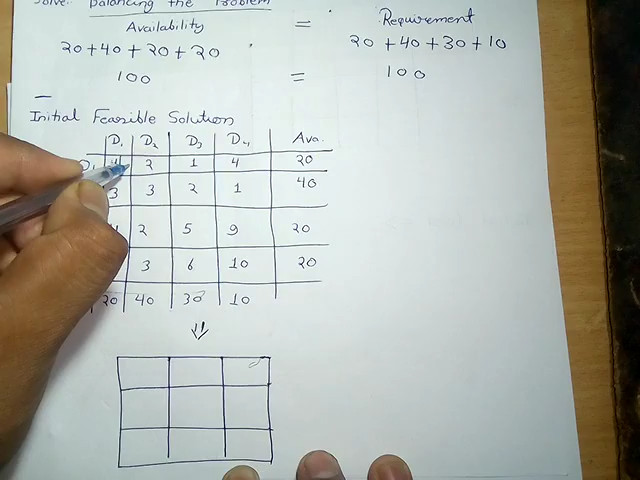 Solve: Balancing the Problem
Availability = Requirement
20 + 40 + 20 + 20 20 + 40 + 30 + 10
100 = 100
Initial Feasible Solution
D1 D2 D3 D4 Ava.
4 2 1 4 20
3 3 2 1 40
2 5 9 20
3 6 10 20
20 40 30 10